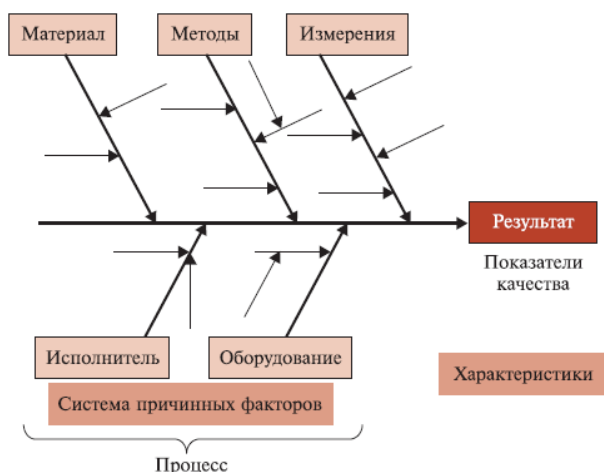 Материал
Методы
Измерения
Результат
Показатели
качества
Исполнитель
Оборудование
Характеристики
Система причинных факторов
Процесс